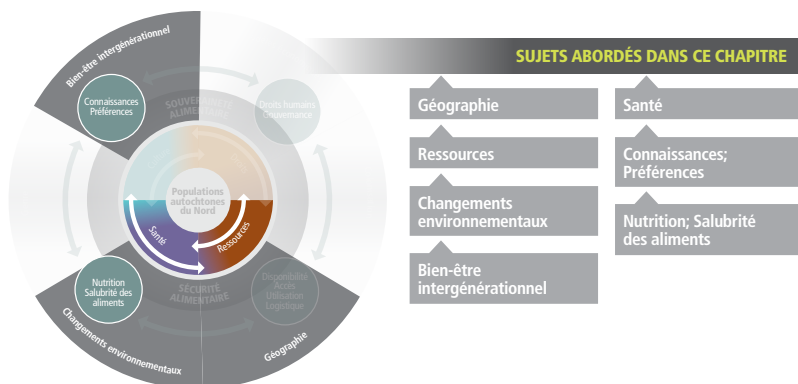 Bien-être intergénérationnel
Connaissances
Préférences
SOUVERAINETÉ
ALIMENTAIRE
Droits humains
Gouvernance
Populations
autochtones
du Nord
Santé
Ressources
Nutrition
Salubrité des
aliments
SÉCURITÉ
ALIMENTAIRE
Disponibilité
Accès
Utilisation
Logistique
Changements environnementaux
Géographie
SUJETS ABORDÉS DANS CE CHAPITRE
Géographie
Ressources
Changements
environnementaux
Bien-être
intergénérationnel
Santé
Connaissances;
Préférences
Nutrition; Salubrité
des aliments